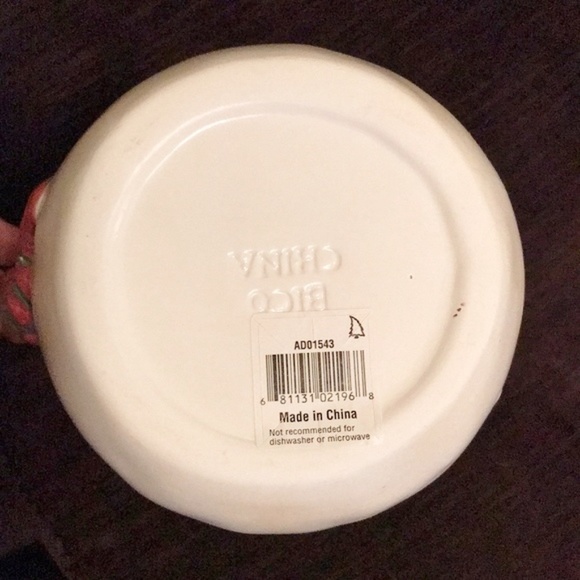 BICO
CHINA
AD01543
6 81131 02196 8
Made in China
Not recommended for
dishwasher or microwave